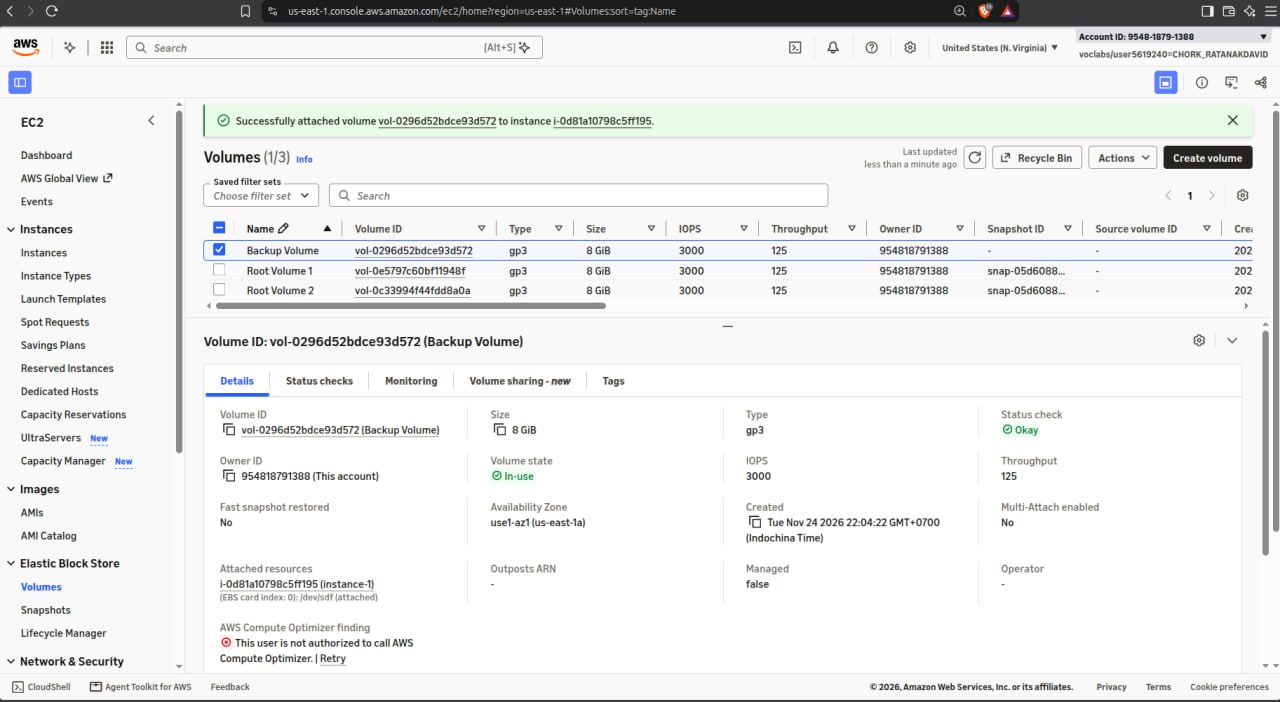 us-east-1.console.aws.amazon.com/ec2/home?region=us-east-1#Volumes:sort=tag:Name
aws
Search [Alt+S]
United States (N. Virginia)
Account ID: 9548-1879-1388
voclabs/user5619240=CHORK_RATANAKDAVID
EC2
Dashboard
AWS Global View
Events
Instances
Instances
Instance Types
Launch Templates
Spot Requests
Savings Plans
Reserved Instances
Dedicated Hosts
Capacity Reservations
UltraServers New
Capacity Manager New
Images
AMIs
AMI Catalog
Elastic Block Store
Volumes
Snapshots
Lifecycle Manager
Network & Security
Successfully attached volume vol-0296d52bdce93d572 to instance i-0d81a10798c5ff195.
Volumes (1/3) Info
Last updated
less than a minute ago
Recycle Bin
Actions
Create volume
Saved filter sets
Choose filter set
Search
1
Name Volume ID Type Size IOPS Throughput Owner ID Snapshot ID Source volume ID Crea
Backup Volume vol-0296d52bdce93d572 gp3 8 GiB 3000 125 954818791388 - - 202
Root Volume 1 vol-0e5797c60bf11948f gp3 8 GiB 3000 125 954818791388 snap-05d6088... - 202
Root Volume 2 vol-0c33994f44fdd8a0a gp3 8 GiB 3000 125 954818791388 snap-05d6088... - 202
Volume ID: vol-0296d52bdce93d572 (Backup Volume)
Details Status checks Monitoring Volume sharing - new Tags
Volume ID Size Type Status check
vol-0296d52bdce93d572 (Backup Volume) 8 GiB gp3 Okay
Owner ID Volume state IOPS Throughput
954818791388 (This account) In-use 3000 125
Fast snapshot restored Availability Zone Created Multi-Attach enabled
No use1-az1 (us-east-1a) Tue Nov 24 2026 22:04:22 GMT+0700 No
(Indochina Time)
Attached resources Outposts ARN Managed Operator
i-0d81a10798c5ff195 (instance-1) - false -
(EBS card index: 0): /dev/sdf (attached)
AWS Compute Optimizer finding
This user is not authorized to call AWS
Compute Optimizer. | Retry
CloudShell Agent Toolkit for AWS Feedback © 2026, Amazon Web Services, Inc. or its affiliates. Privacy Terms Cookie preferences